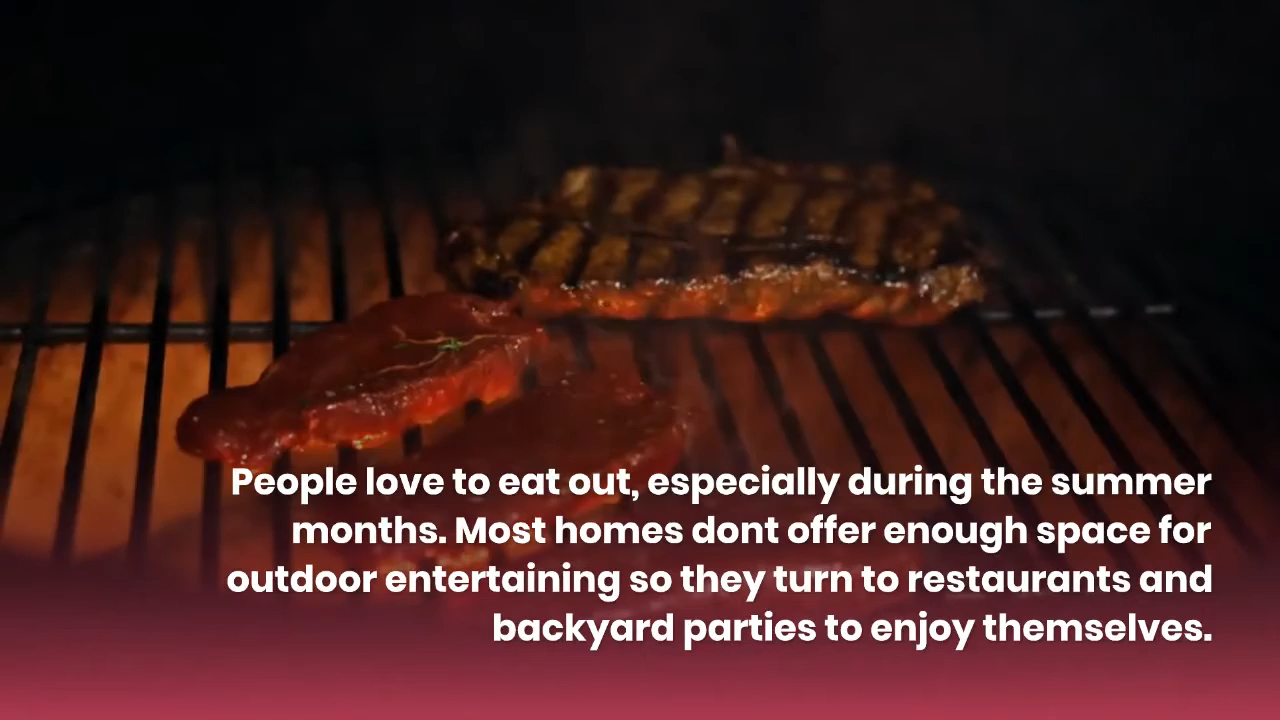 People love to eat out, especially during the summer
months. Most homes dont offer enough space for
outdoor entertaining so they turn to restaurants and
backyard parties to enjoy themselves.